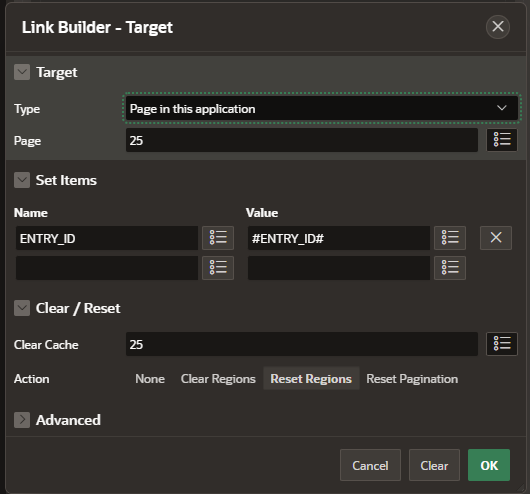 Link Builder - Target
Target
Type Page in this application
Page 25
Set Items
Name Value
ENTRY_ID #ENTRY_ID#
Clear / Reset
Clear Cache 25
Action None Clear Regions Reset Regions Reset Pagination
Advanced
Cancel Clear OK